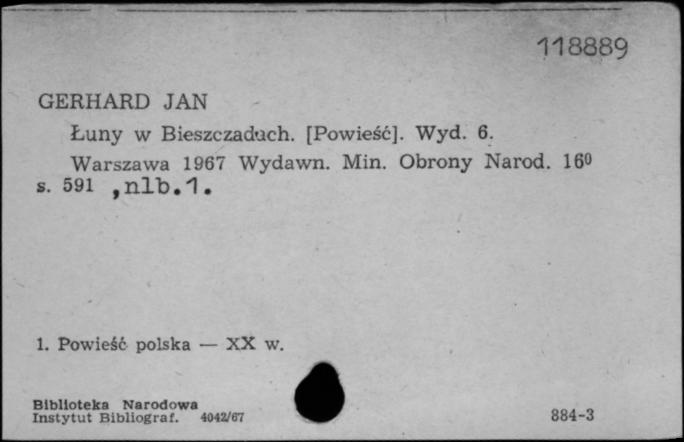 118889
GERHARD JAN
Łuny w Bieszczadach. [Powieść]. Wyd. 6.
Warszawa 1967 Wydawn. Min. Obrony Narod. 16⁰
s. 591 , nlb. 1.
1. Powieść polska — XX w.
Biblioteka Narodowa
Instytut Bibliograf. 4042/67
884-3